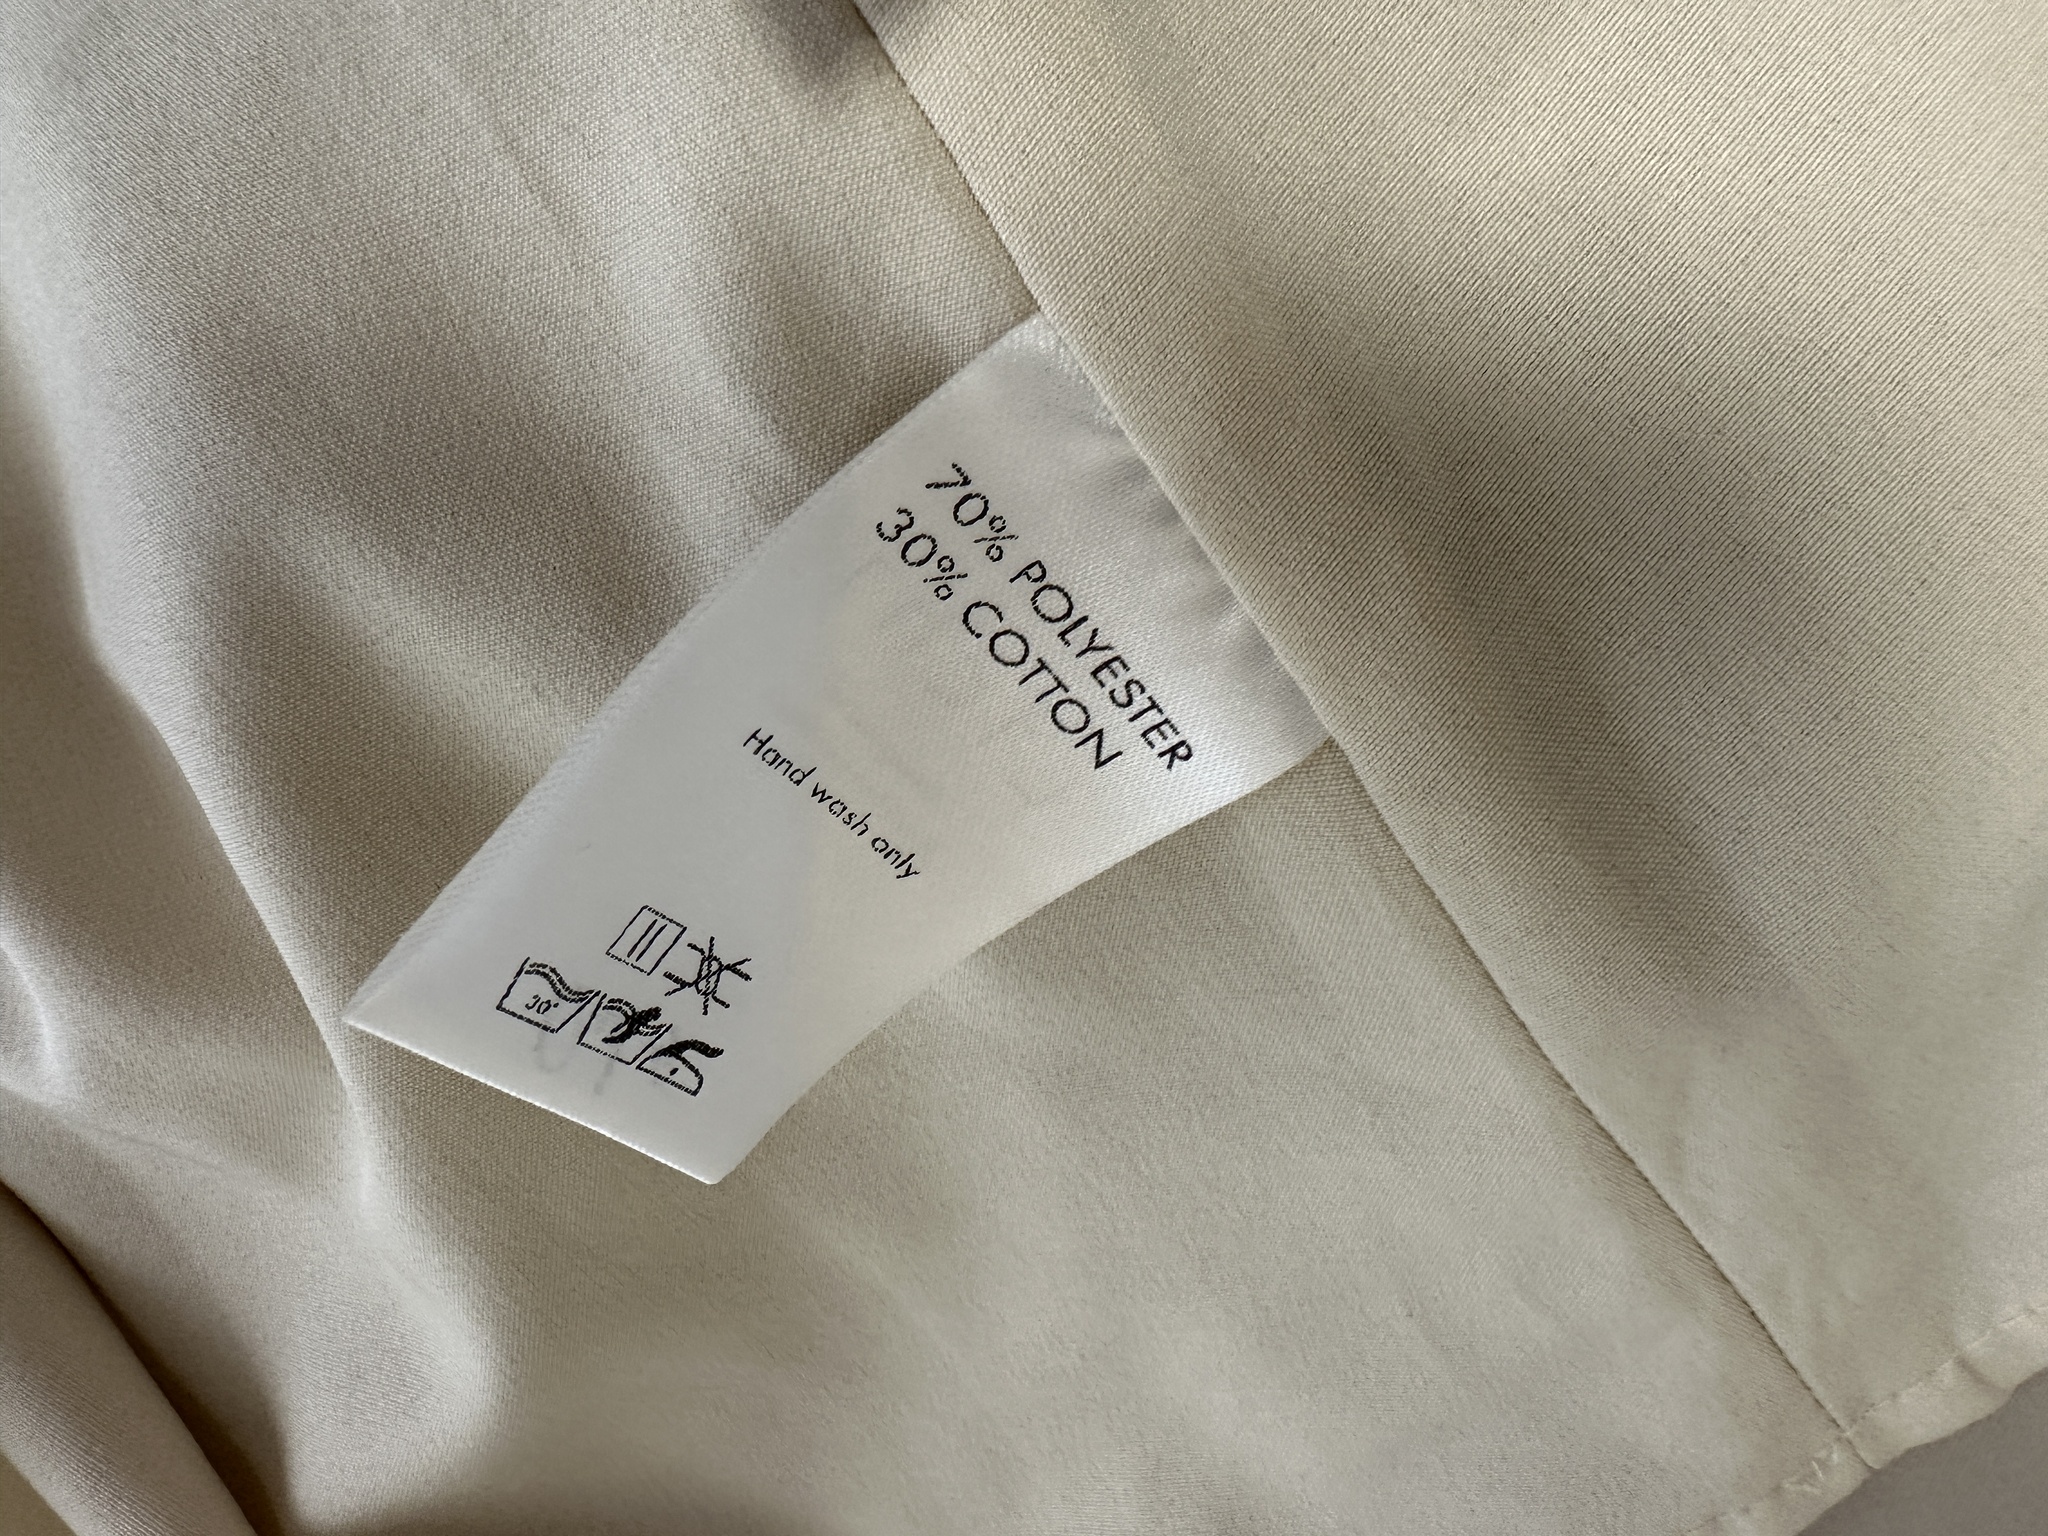 70% POLYESTER
30% COTTON
Hand wash only
30°